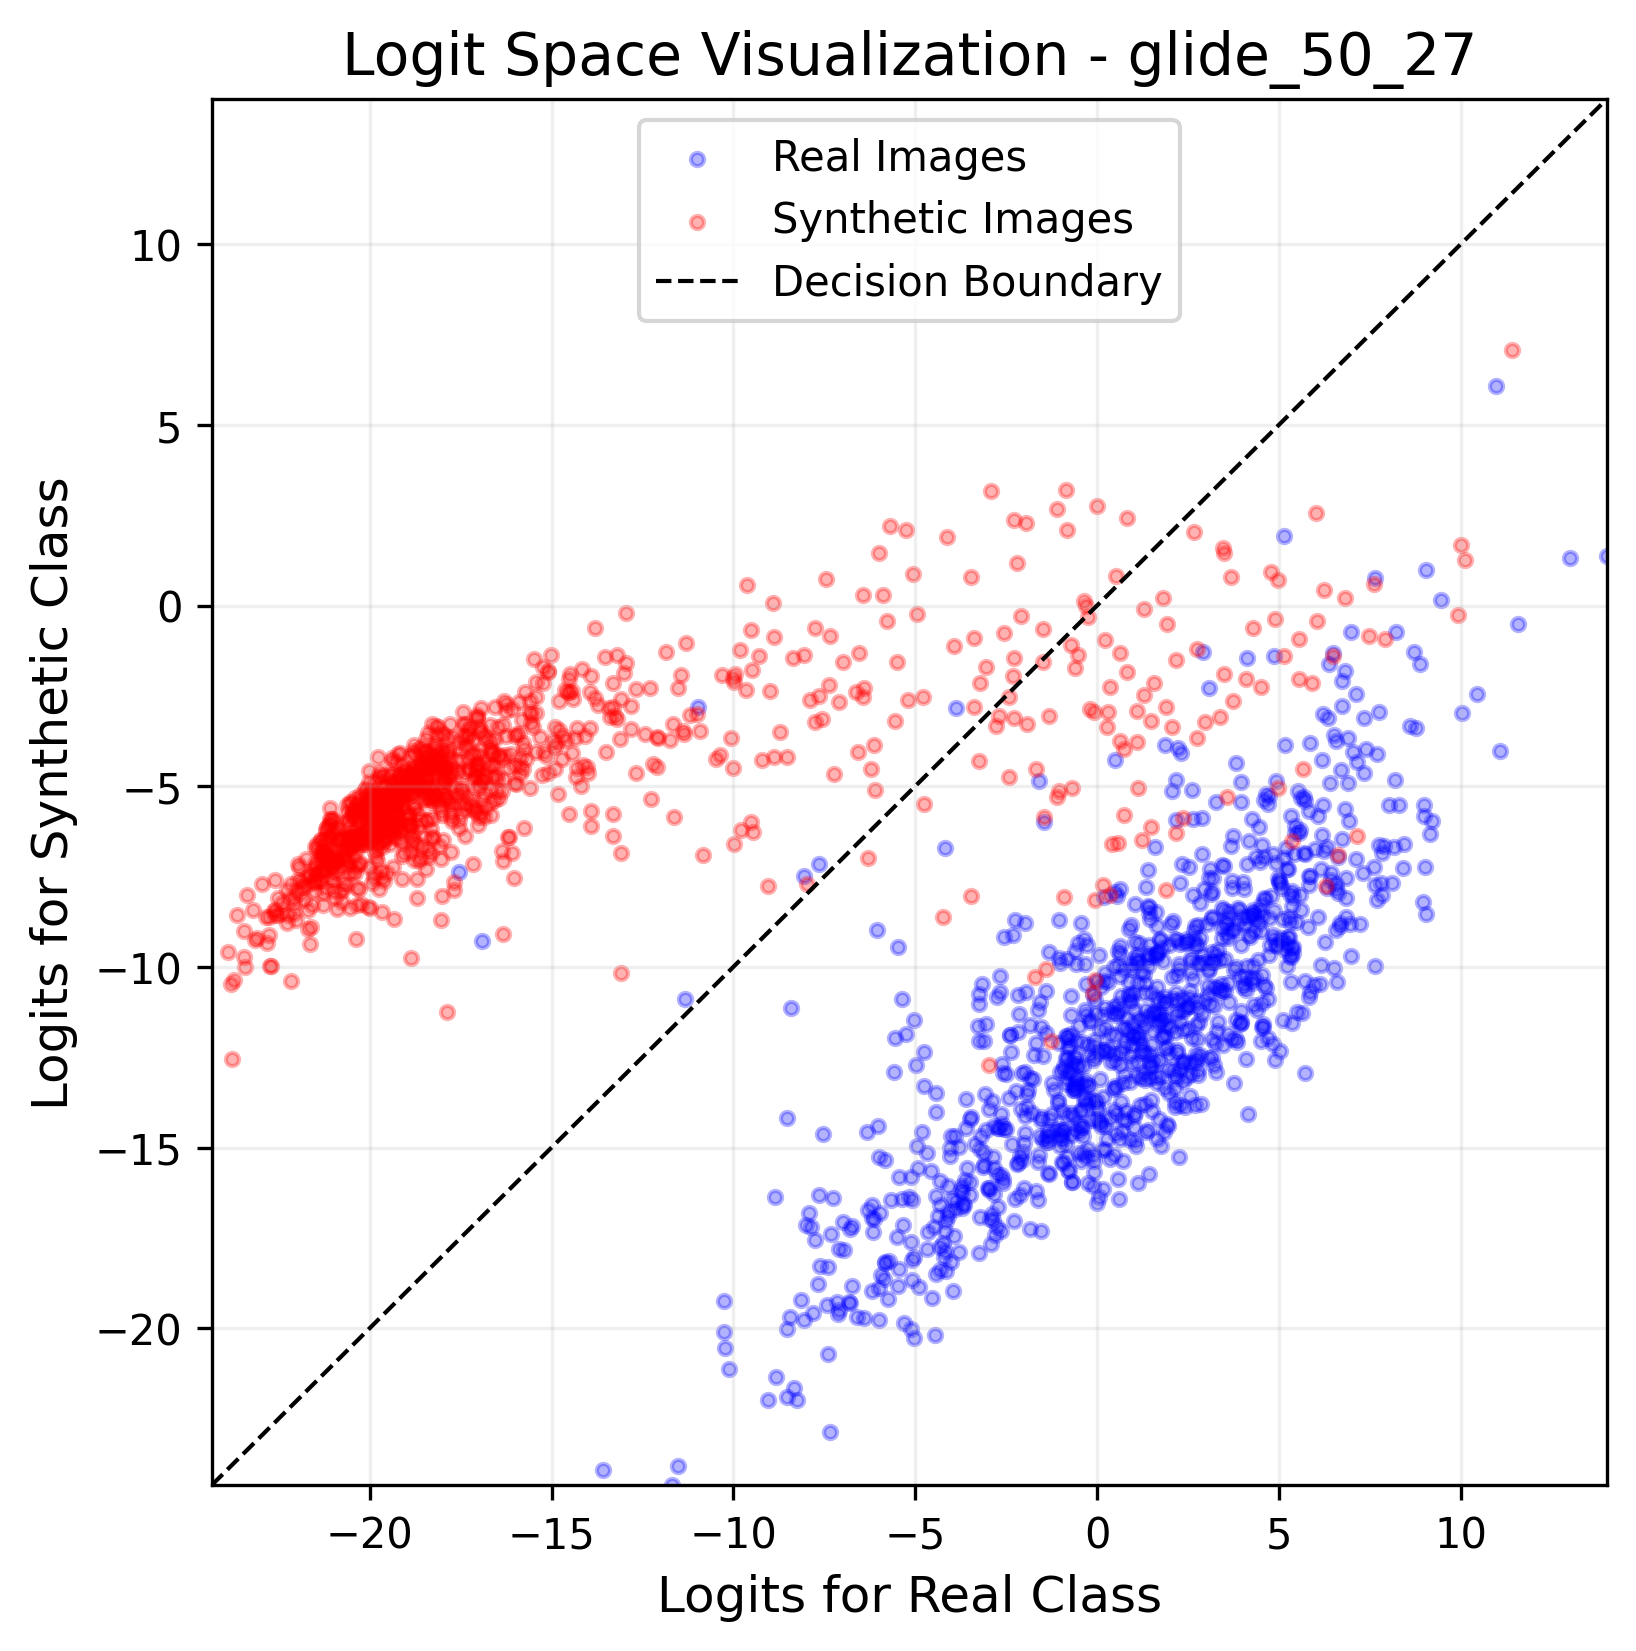 Logit Space Visualization - glide_50_27
Real Images
Synthetic Images
Decision Boundary
Logits for Synthetic Class
10
5
0
−5
−10
−15
−20
−20
−15
−10
−5
0
5
10
Logits for Real Class